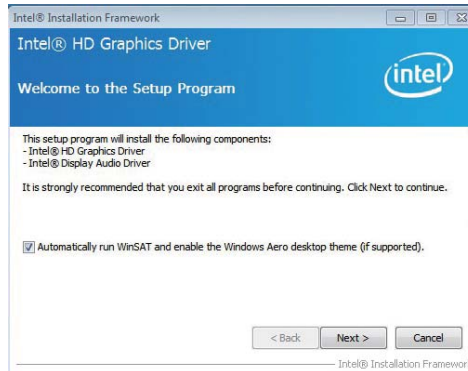 Intel® Installation Framework
Intel® HD Graphics Driver
Welcome to the Setup Program
(intel)
This setup program will install the following components:
- Intel® HD Graphics Driver
- Intel® Display Audio Driver
It is strongly recommended that you exit all programs before continuing. Click Next to continue.
Automatically run WinSAT and enable the Windows Aero desktop theme (if supported).
< Back Next > Cancel
Intel® Installation Framewor